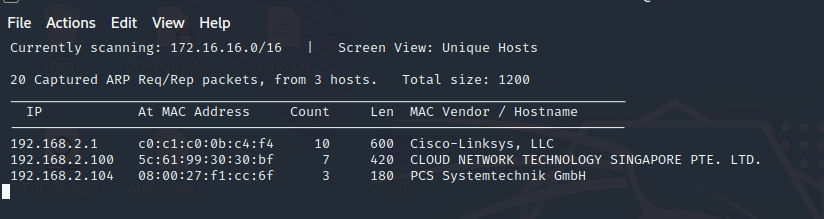 File Actions Edit View Help
Currently scanning: 172.16.16.0/16 | Screen View: Unique Hosts
20 Captured ARP Req/Rep packets, from 3 hosts. Total size: 1200
IP At MAC Address Count Len MAC Vendor / Hostname
192.168.2.1 c0:c1:c0:0b:c4:f4 10 600 Cisco-Linksys, LLC
192.168.2.100 5c:61:99:30:30:bf 7 420 CLOUD NETWORK TECHNOLOGY SINGAPORE PTE. LTD.
192.168.2.104 08:00:27:f1:cc:6f 3 180 PCS Systemtechnik GmbH